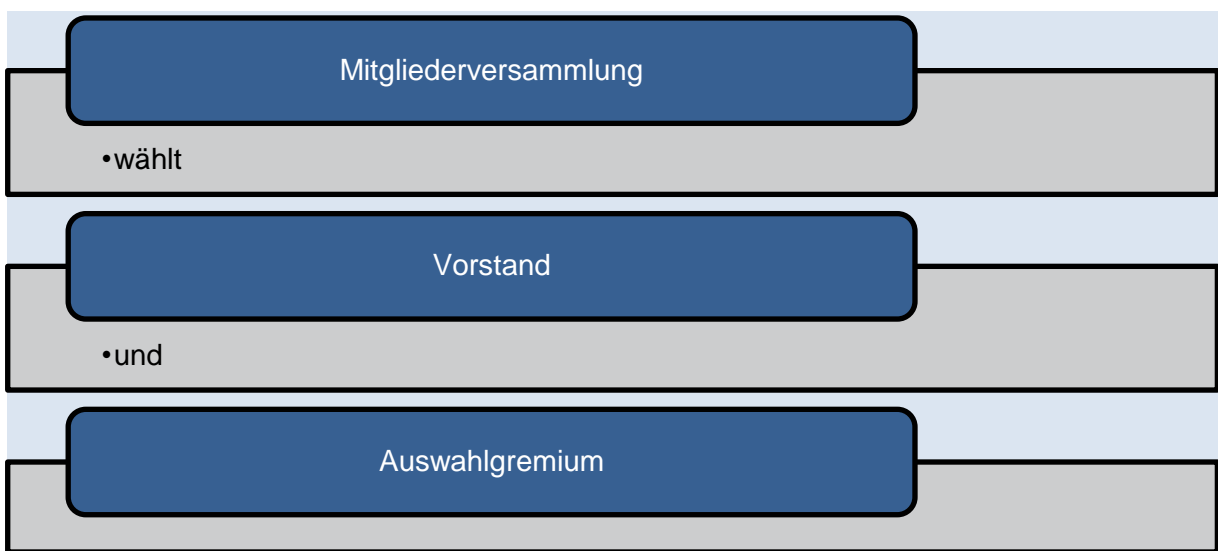 Mitgliederversammlung
•wählt
Vorstand
•und
Auswahlgremium